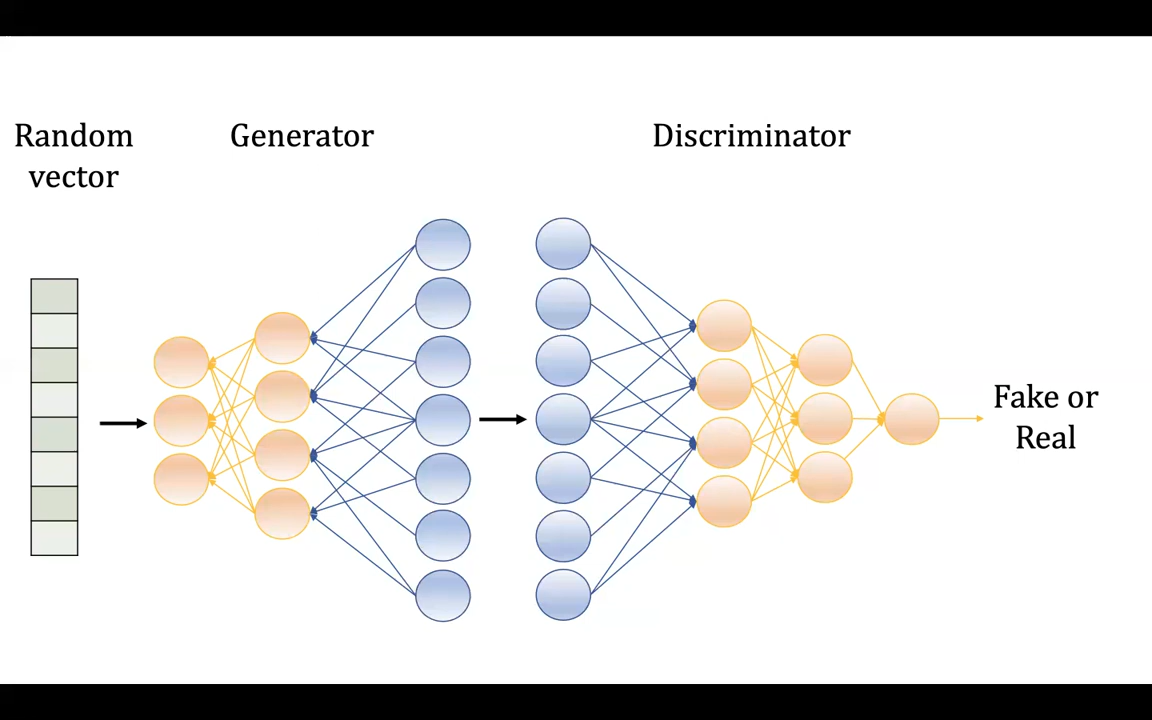 Random
vector
Generator
Discriminator
Fake or
Real